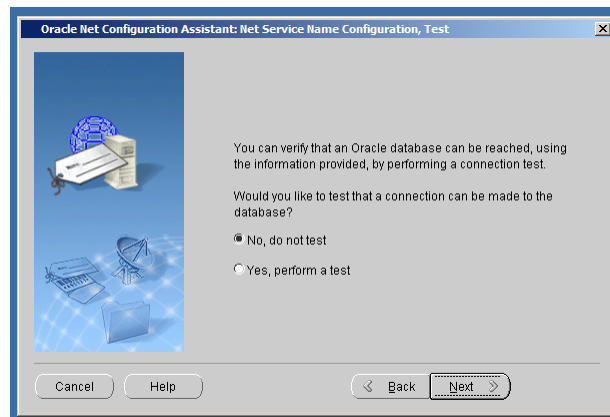 Oracle Net Configuration Assistant: Net Service Name Configuration, Test
You can verify that an Oracle database can be reached, using
the information provided, by performing a connection test.
Would you like to test that a connection can be made to the
database?
No, do not test
Yes, perform a test
Cancel
Help
Back
Next